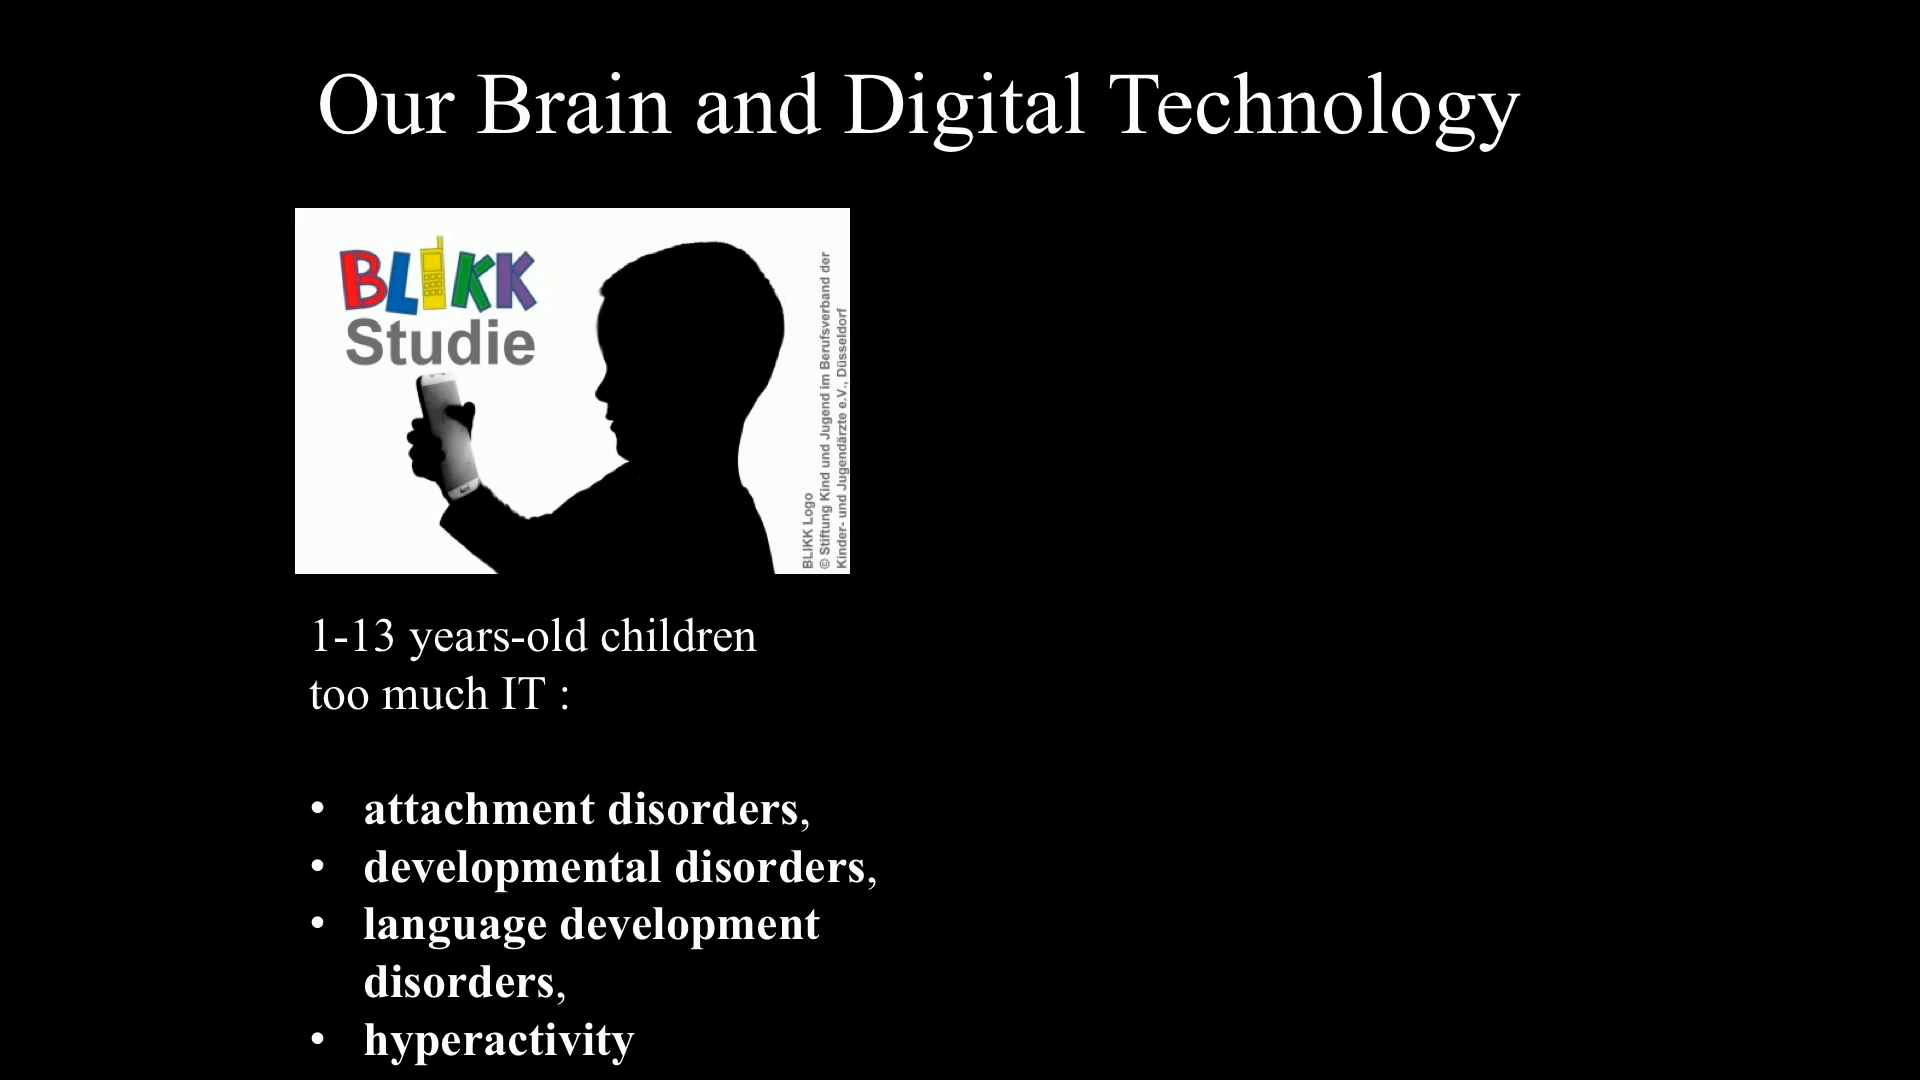 Our Brain and Digital Technology
BLIKK
Studie
BLIKK Logo
© Stiftung Kind und Jugend im Berufsverband der
Kinder- und Jugendärzte e.V., Düsseldorf
1-13 years-old children
too much IT :
• attachment disorders,
• developmental disorders,
• language development
disorders,
• hyperactivity